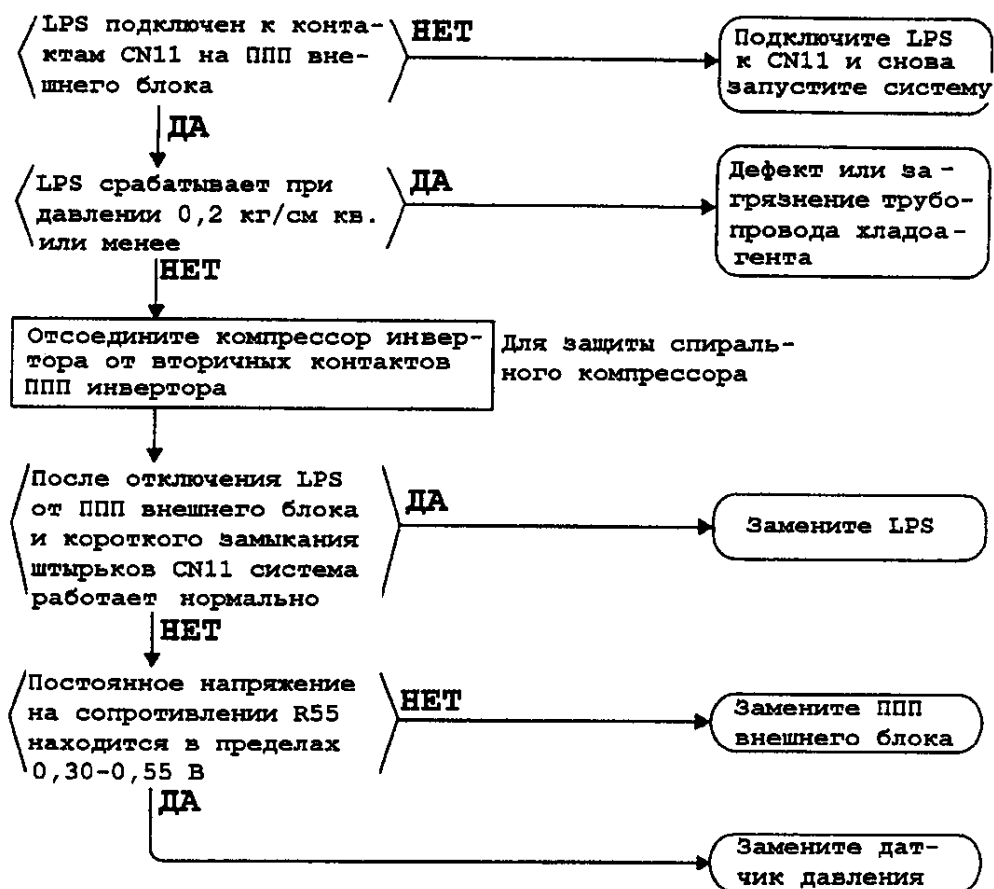 LPS подключен к конта-
ктам CN11 на ППП вне-
шнего блока
НЕТ
Подключите LPS
к CN11 и снова
запустите систему
ДА
LPS срабатывает при
давлении 0,2 кг/см кв.
или менее
ДА
Дефект или за-
грязнение трубо-
провода хладоа-
гента
НЕТ
Отсоедините компрессор инвер-
тора от вторичных контактов
ППП инвертора
Для защиты спираль-
ного компрессора
После отключения LPS
от ППП внешнего блока
и короткого замыкания
штырьков CN11 система
работает нормально
ДА
Замените LPS
НЕТ
Постоянное напряжение
на сопротивлении R55
находится в пределах
0,30-0,55 В
НЕТ
Замените ППП
внешнего блока
ДА
Замените дат-
чик давления